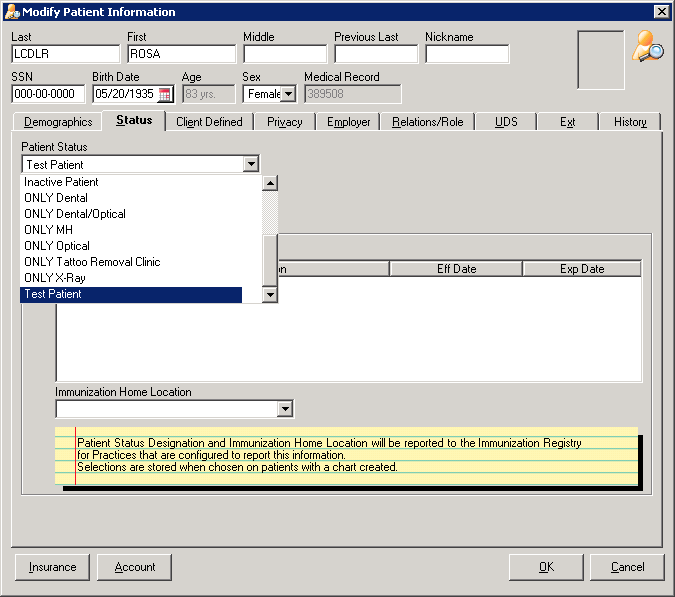 Modify Patient Information
Last First Middle Previous Last Nickname
LCDLR ROSA
SSN Birth Date Age Sex Medical Record
000-00-0000 05/20/1935 83 yrs. Female 389508
Demographics Status Client Defined Privacy Employer Relations/Role UDS Ext History
Patient Status
Test Patient
Inactive Patient
ONLY Dental
ONLY Dental/Optical
ONLY MH
ONLY Optical
ONLY Tattoo Removal Clinic
ONLY X-Ray
Test Patient
Eff Date Exp Date
Immunization Home Location
Patient Status Designation and Immunization Home Location will be reported to the Immunization Registry
for Practices that are configured to report this information.
Selections are stored when chosen on patients with a chart created.
Insurance Account OK Cancel